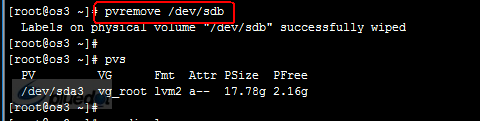 [root@os3 ~]# pvremove /dev/sdb
  Labels on physical volume "/dev/sdb" successfully wiped
[root@os3 ~]#
[root@os3 ~]# pvs
  PV         VG      Fmt  Attr PSize  PFree
  /dev/sda3  vg_root lvm2 a--  17.78g 2.16g
[root@os3 ~]#